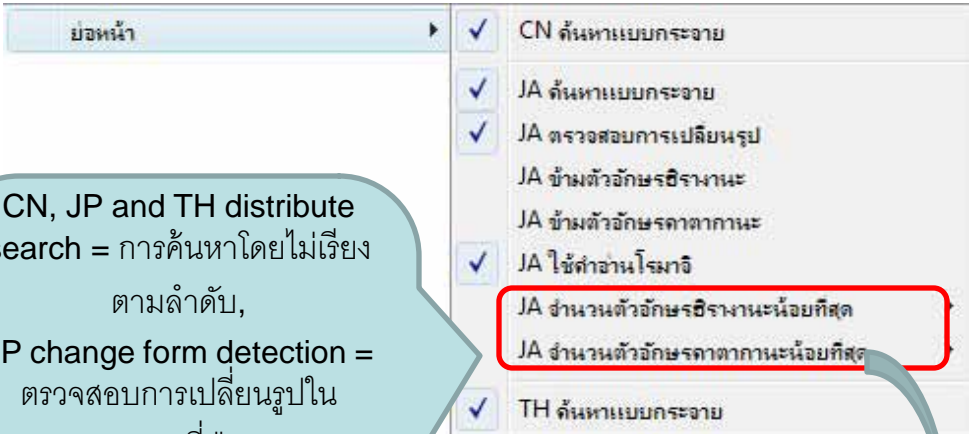 ย่อหน้า
CN ค้นหาแบบกระจาย
JA ค้นหาแบบกระจาย
JA ตรวจสอบการเปลี่ยนรูป
JA ข้ามตัวอักษรฮิรางานะ
JA ข้ามตัวอักษรคาตากานะ
JA ใช้คำอ่านโรมาจิ
JA จำนวนตัวอักษรฮิรางานะน้อยที่สุด
JA จำนวนตัวอักษรคาตากานะน้อยที่สุด
TH ค้นหาแบบกระจาย
CN, JP and TH distribute
search = การค้นหาโดยไม่เรียง
ตามลำดับ,
P change form detection =
ตรวจสอบการเปลี่ยนรูปใน